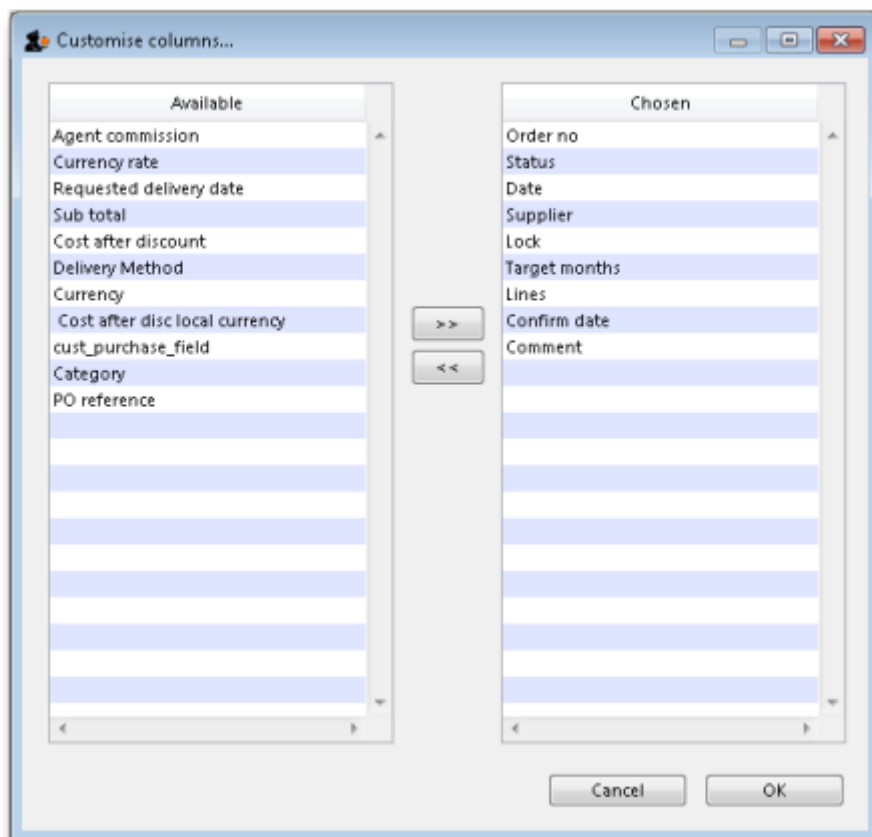 Customise columns...
Available
Agent commission
Currency rate
Requested delivery date
Sub total
Cost after discount
Delivery Method
Currency
Cost after disc local currency
cust_purchase_field
Category
PO reference
>>
<<
Chosen
Order no
Status
Date
Supplier
Lock
Target months
Lines
Confirm date
Comment
Cancel
OK